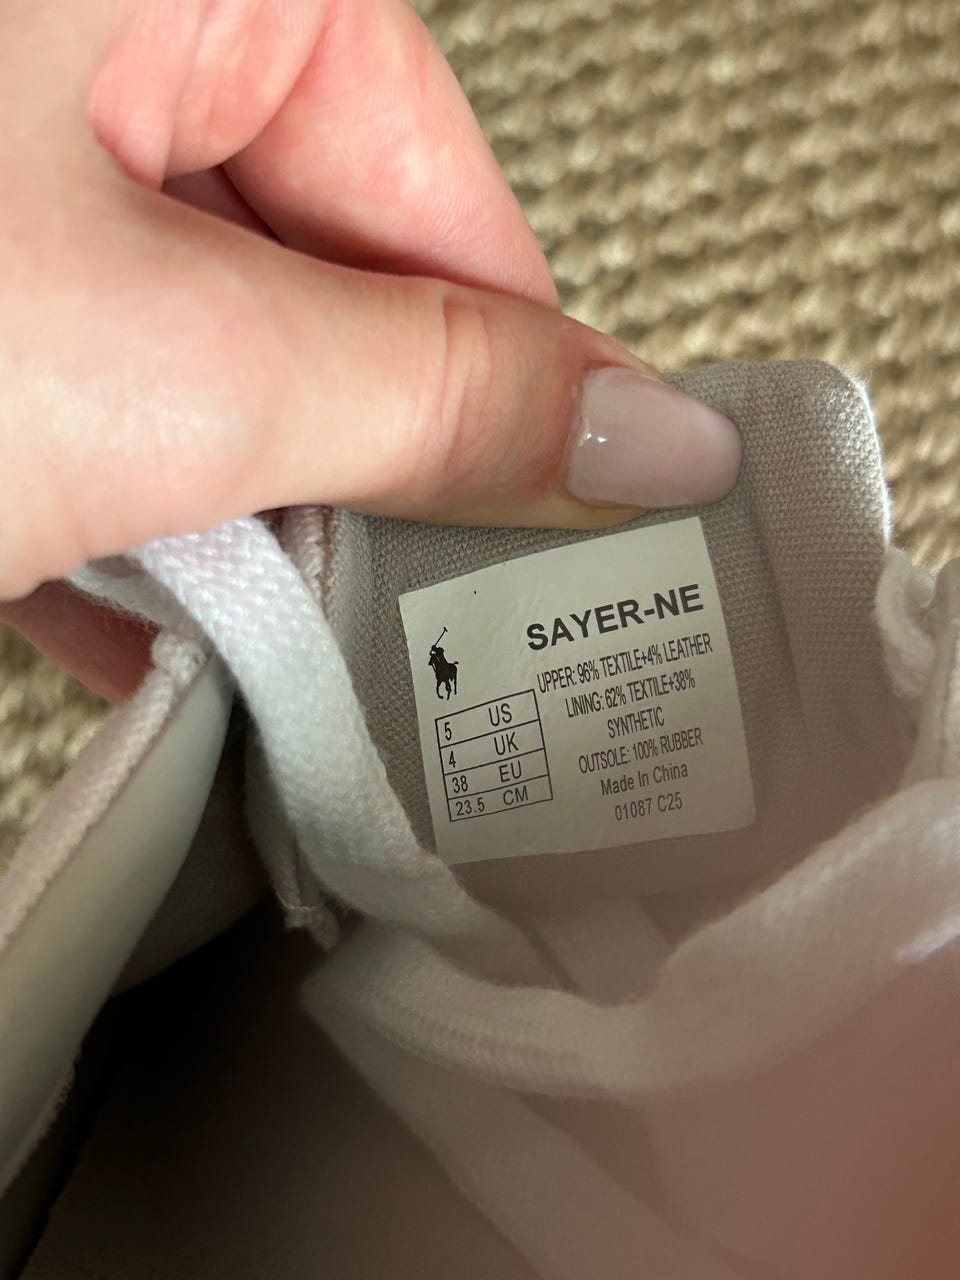 SAYER-NE
UPPER: 96% TEXTILE+4% LEATHER
LINING: 62% TEXTILE+38%
SYNTHETIC
OUTSOLE: 100% RUBBER
Made In China
01087 C25
5 US
4 UK
38 EU
23.5 CM